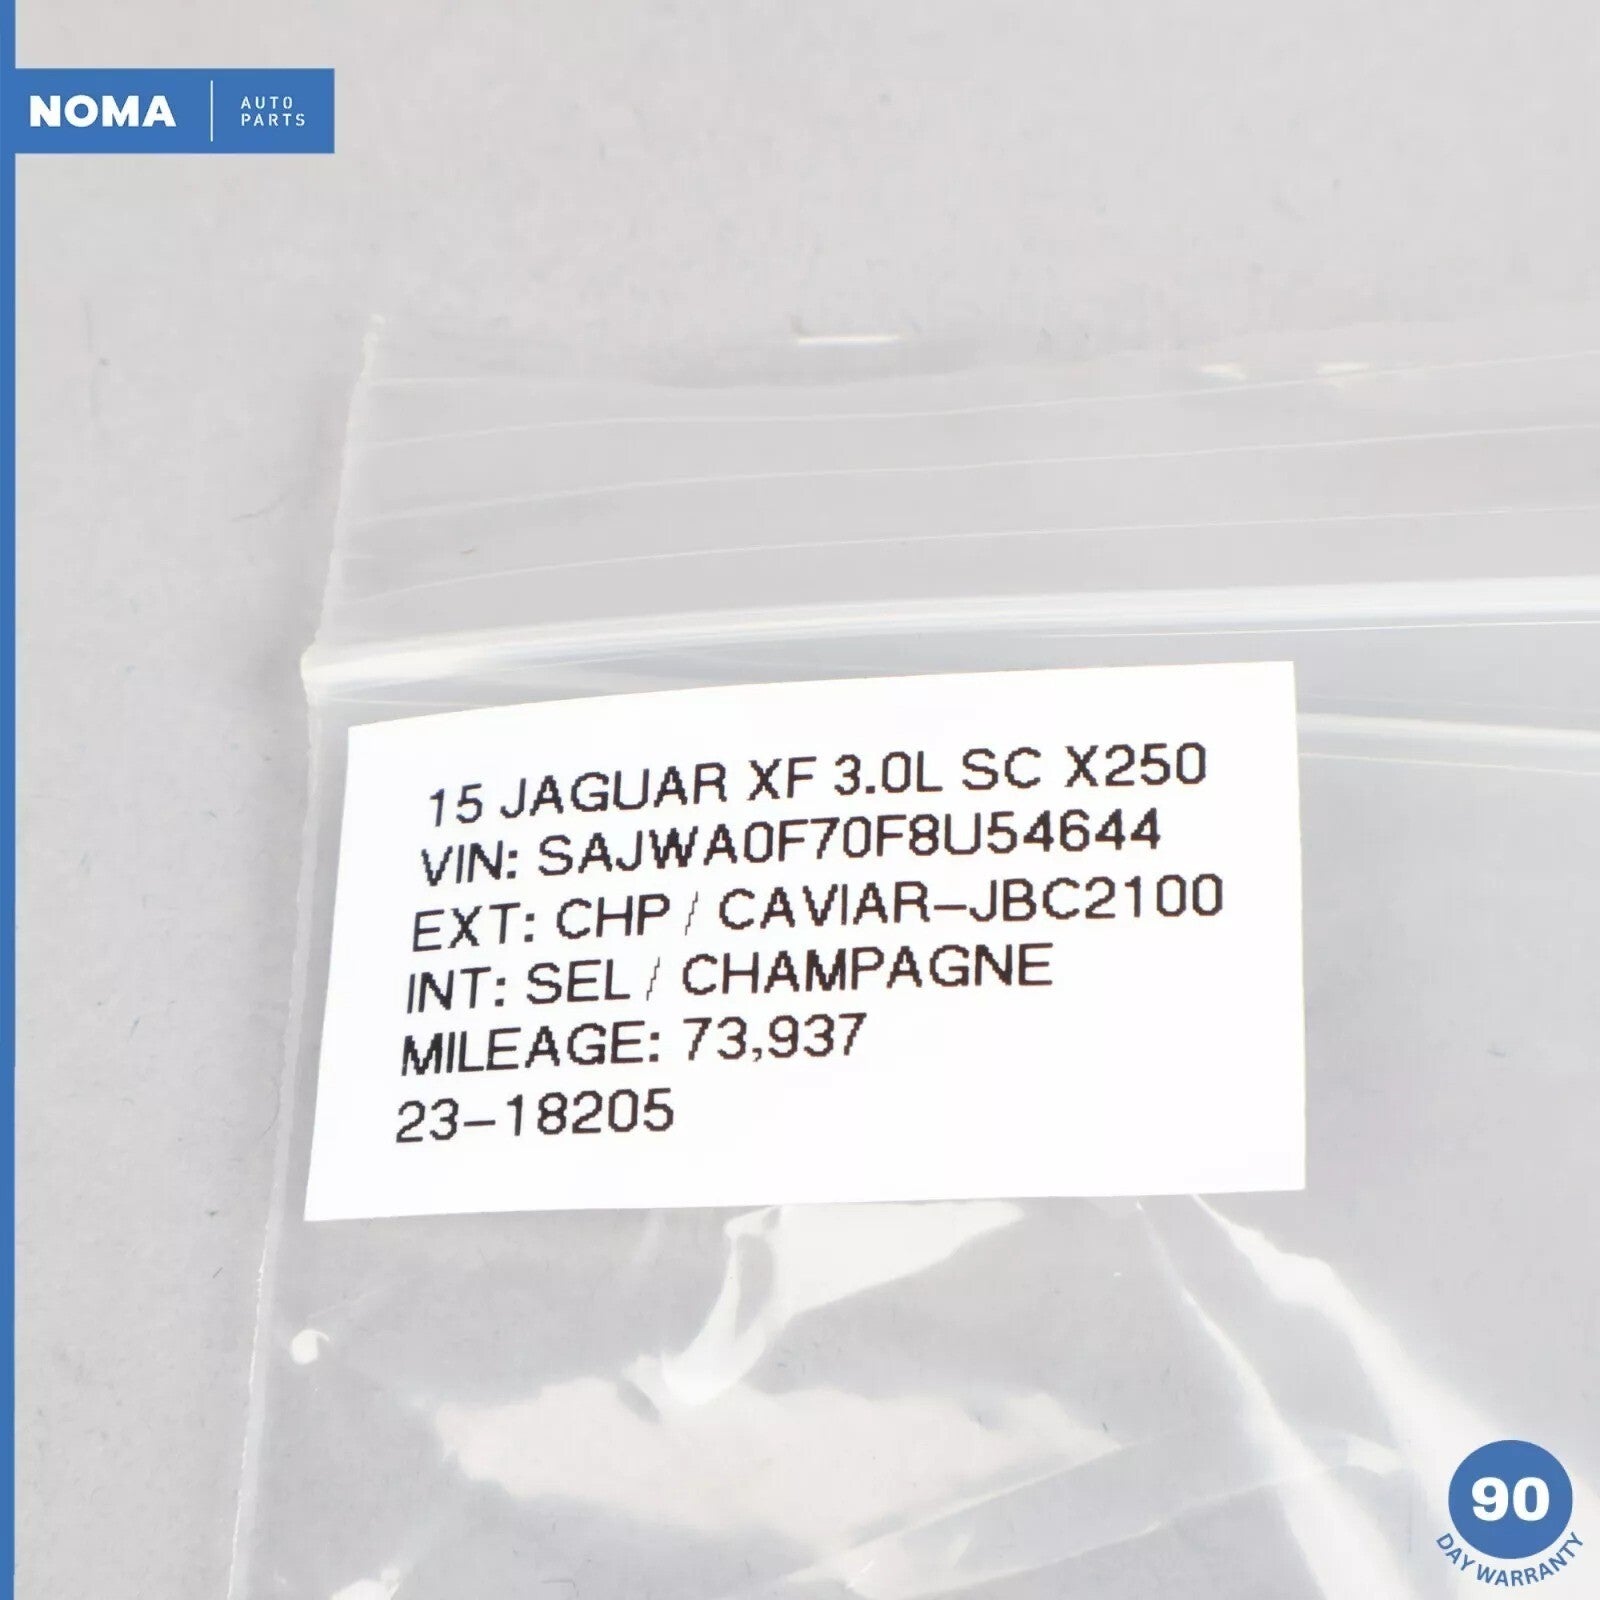 NOMA
AUTO
PARTS
15 JAGUAR XF 3.0L SC X250
VIN: SAJWA0F70F8U54644
EXT: CHP / CAVIAR-JBC2100
INT: SEL / CHAMPAGNE
MILEAGE: 73,937
23-18205
90
DAY WARRANTY